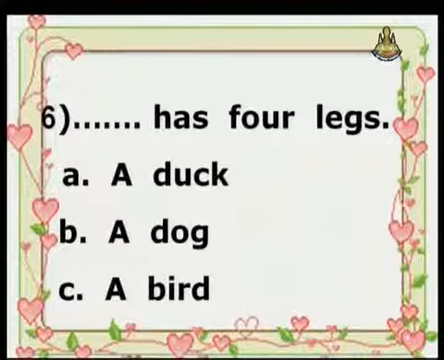 6)....... has four legs.
a. A duck
b. A dog
c. A bird